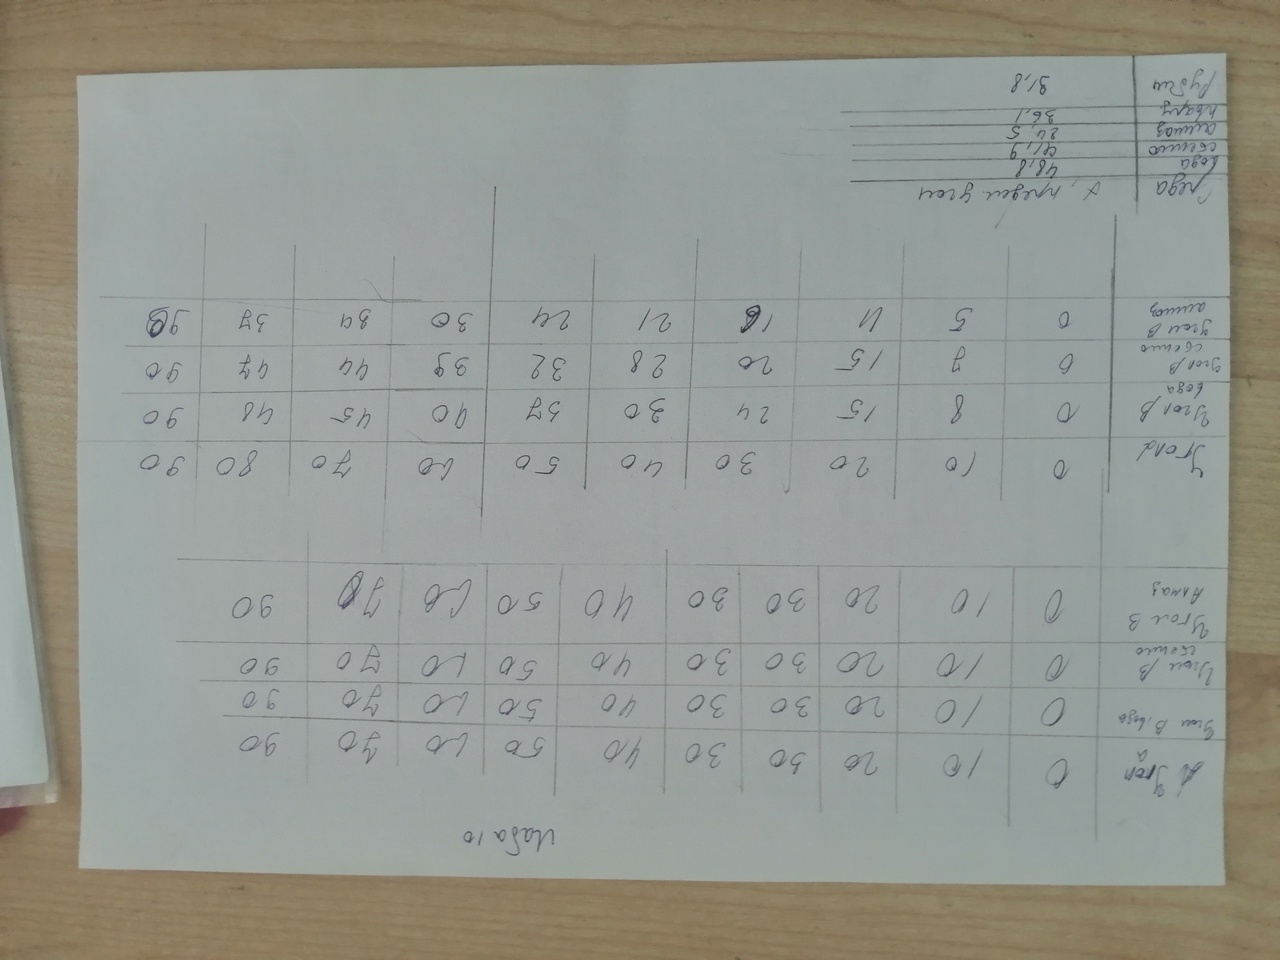 Лаба 10
Угол а 0 10 20 30 30 40 50 60 70 90
Угол В, вода 0 10 20 30 30 40 50 60 70 90
Угол β стекло 0 10 20 30 30 40 50 60 70 90
Угол В Алмаз 0 10 20 30 30 40 50 60 70 90
Угол α 0 10 20 30 40 50 60 70 80 90
Угол β вода 0 8 15 24 30 37 40 45 48 90
Угол β стекло 0 7 15 20 28 32 39 44 47 90
Угол В алмаз 0 5 11 16 21 24 30 34 37 90
Среда α, предел. угол
вода 48,8
стекло 41,9
алмаз 24,5
кварц 36,1
Рубин 31,8